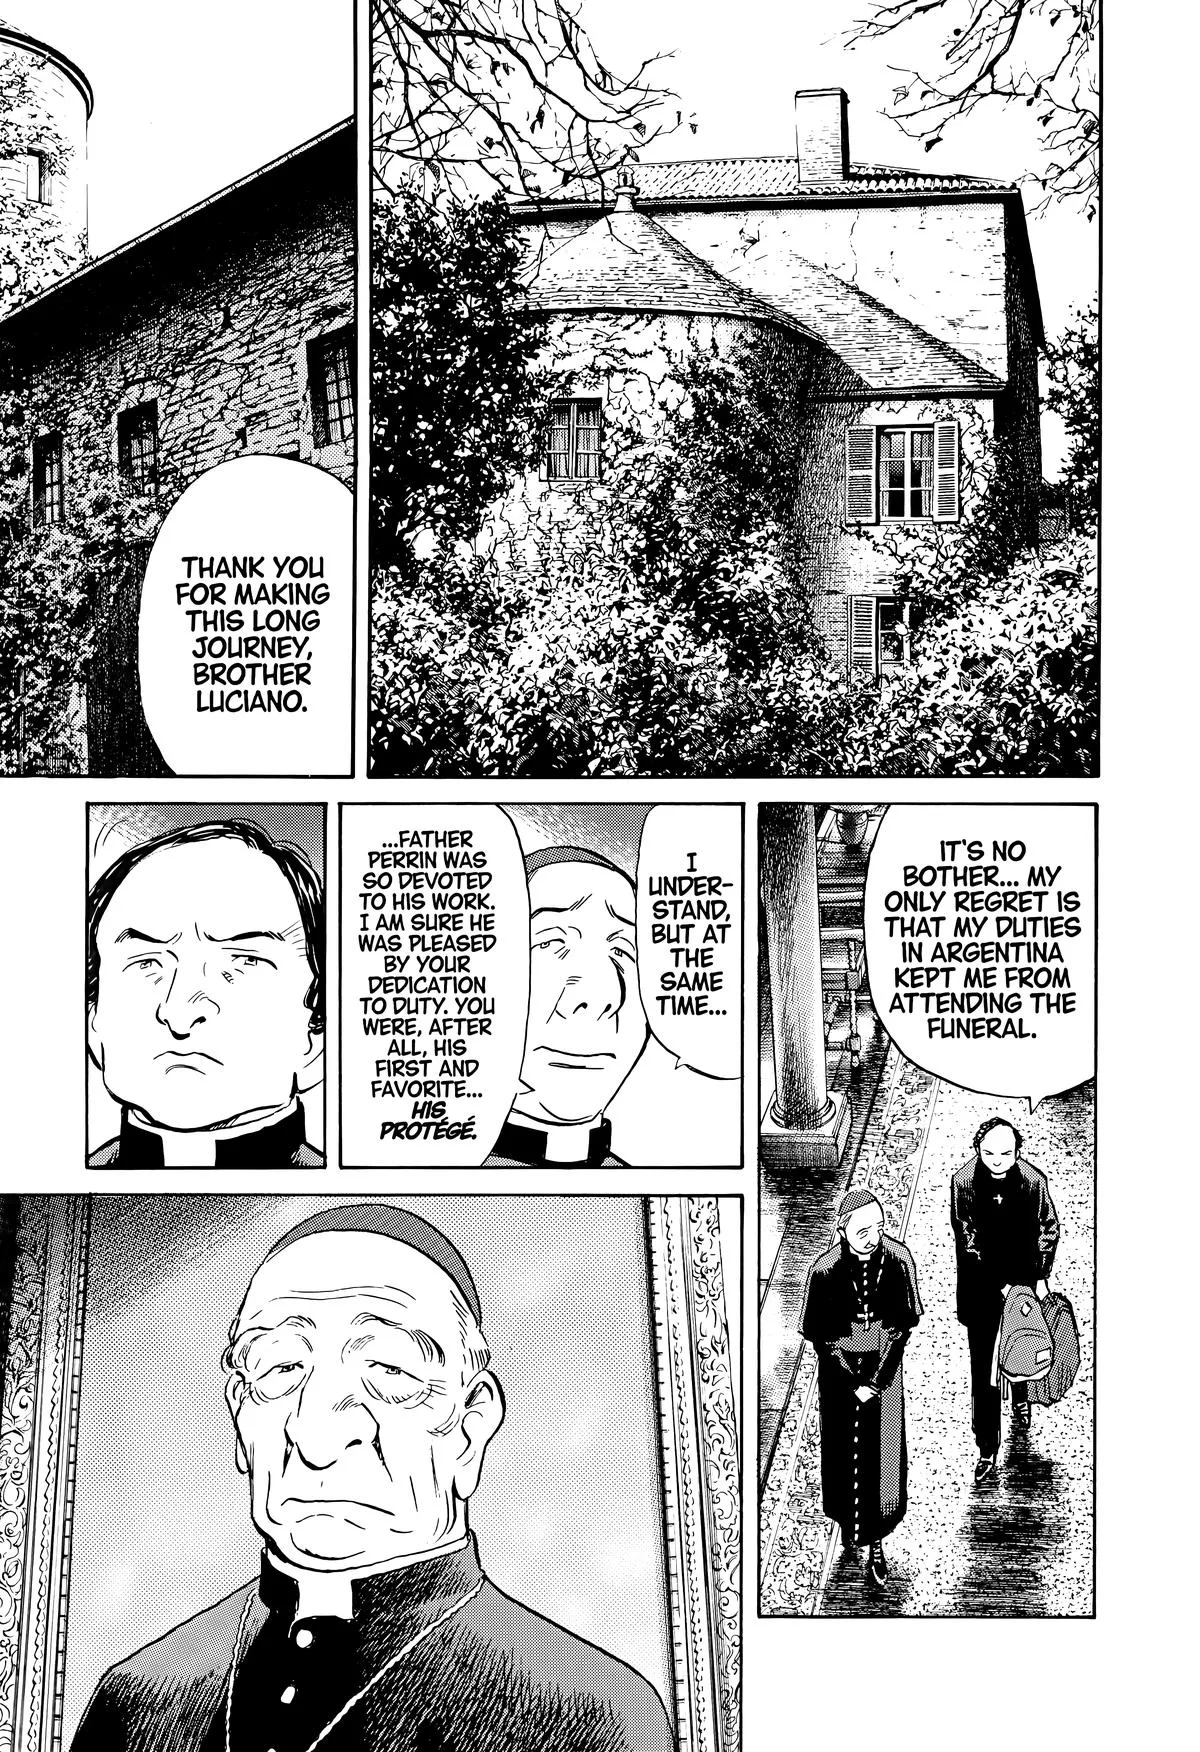 THANK YOU
FOR MAKING
THIS LONG
JOURNEY,
BROTHER
LUCIANO.
IT'S NO
BOTHER... MY
ONLY REGRET IS
THAT MY DUTIES
IN ARGENTINA
KEPT ME FROM
ATTENDING THE
FUNERAL.
I
UNDER-
STAND,
BUT AT
THE
SAME
TIME...
...FATHER
PERRIN WAS
SO DEVOTED
TO HIS WORK.
I AM SURE HE
WAS PLEASED
BY YOUR
DEDICATION
TO DUTY. YOU
WERE, AFTER
ALL, HIS
FIRST AND
FAVORITE...
HIS
PROTÉGÉ.